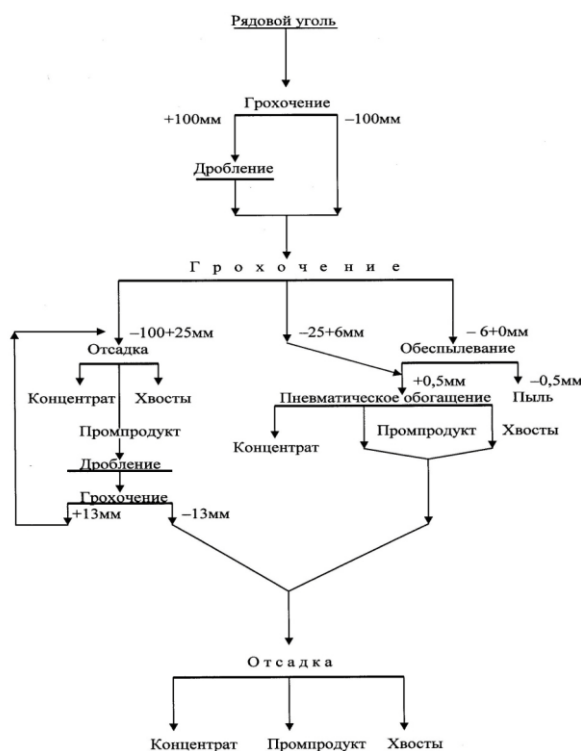 Рядовой уголь
Грохочение
+100мм
–100мм
Дробление
Г р о х о ч е н и е
–100+25мм
–25+6мм
– 6+0мм
Отсадка
Обеспылевание
+0,5мм
–0,5мм
Концентрат
Хвосты
Пневматическое обогащение
Пыль
Промпродукт
Концентрат
Промпродукт
Хвосты
Дробление
Грохочение
+13мм
–13мм
О т с а д к а
Концентрат
Промпродукт
Хвосты